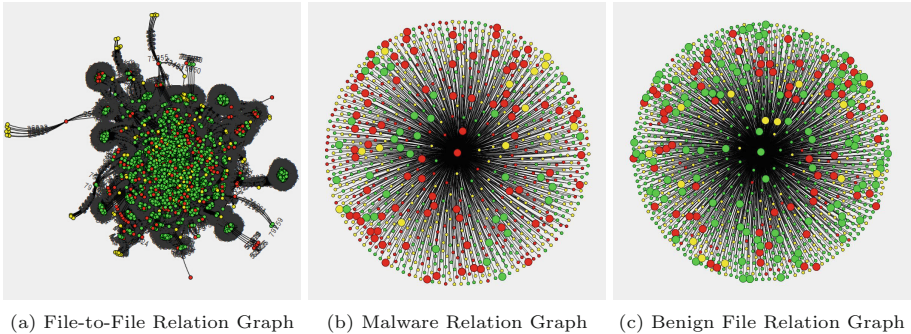 (a) File-to-File Relation Graph
(b) Malware Relation Graph
(c) Benign File Relation Graph